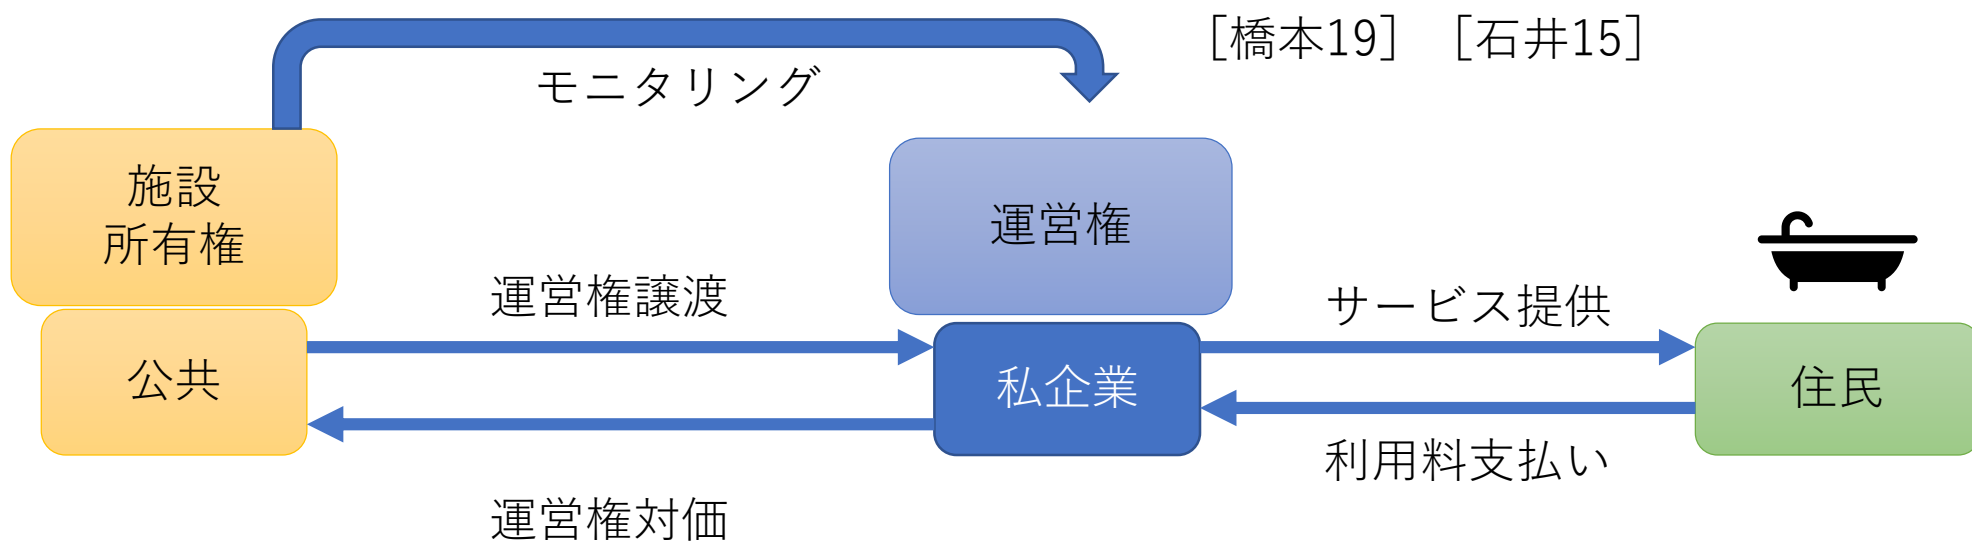 ［橋本19］［石井15］
モニタリング
施設
所有権
運営権
運営権譲渡
サービス提供
公共
私企業
住民
利用料支払い
運営権対価